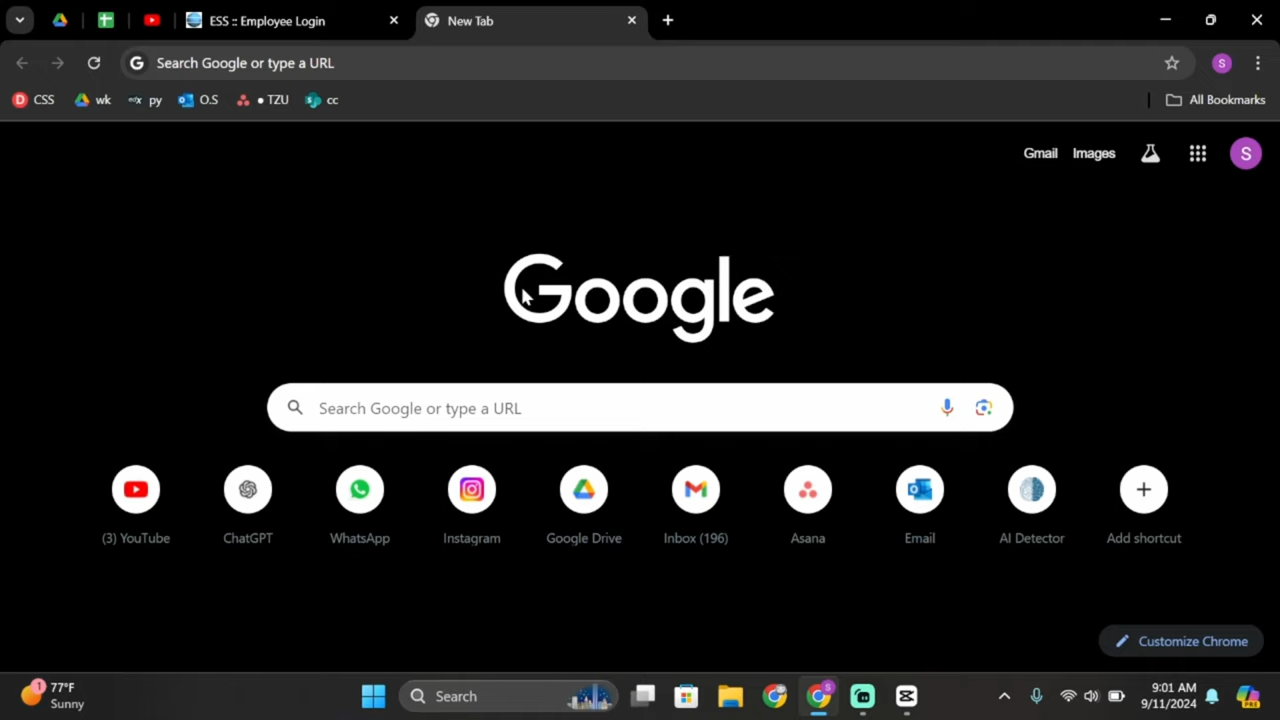 ESS :: Employee Login
New Tab
Search Google or type a URL
S
CSS
wk
py
O.S
• TZU
cc
All Bookmarks
Gmail
Images
S
Google
Search Google or type a URL
(3) YouTube
ChatGPT
WhatsApp
Instagram
Google Drive
Inbox (196)
Asana
Email
AI Detector
Add shortcut
Customize Chrome
1
77°F
Sunny
Search
S
9:01 AM
9/11/2024
PRE